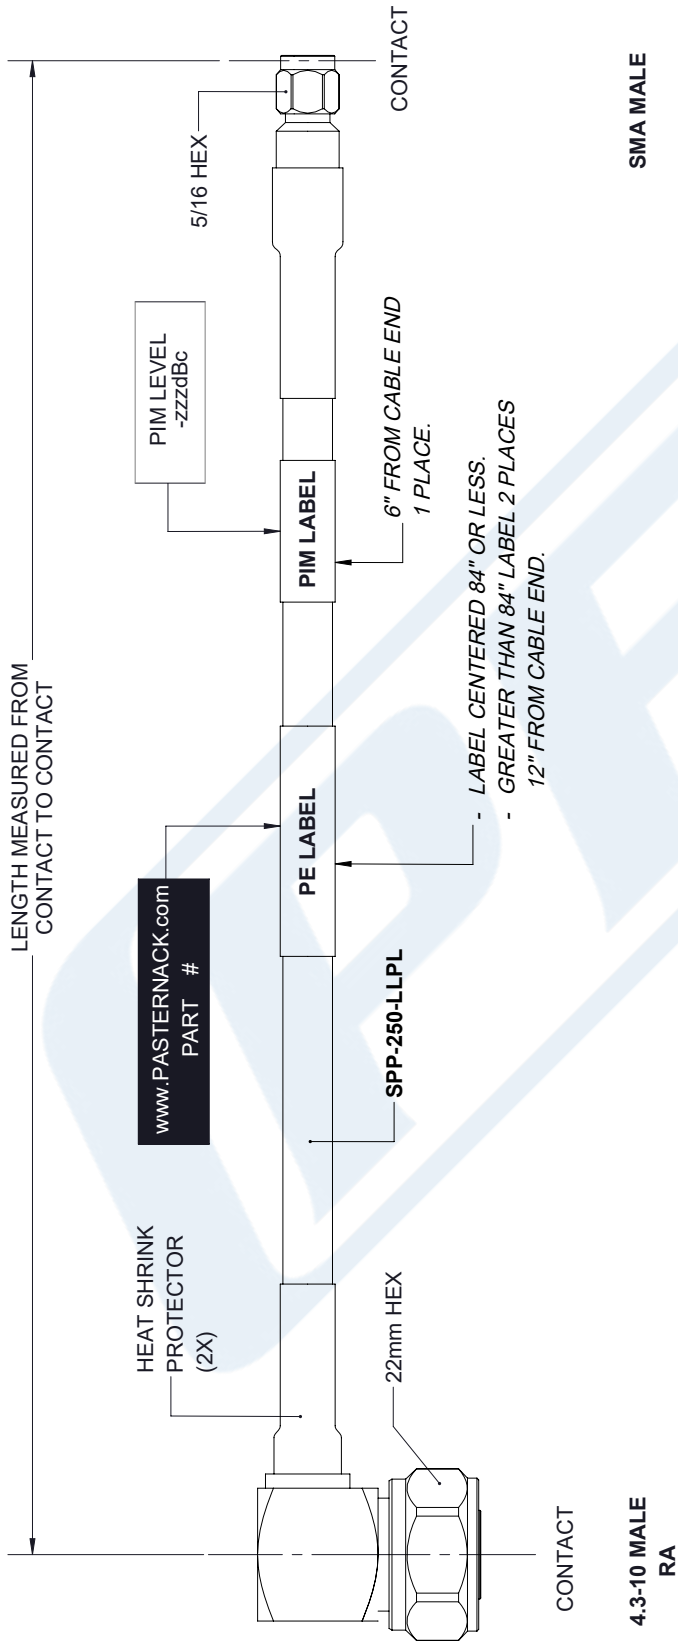 LENGTH MEASURED FROM
CONTACT TO CONTACT
HEAT SHRINK
PROTECTOR
(2X)
www.PASTERNACK.com
PART #
PIM LEVEL
-zzzdBc
5/16 HEX
PE LABEL
PIM LABEL
22mm HEX
SPP-250-LLPL
- LABEL CENTERED 84" OR LESS.
- GREATER THAN 84" LABEL 2 PLACES
12" FROM CABLE END.
6" FROM CABLE END
1 PLACE.
CONTACT
CONTACT
4.3-10 MALE
RA
SMA MALE